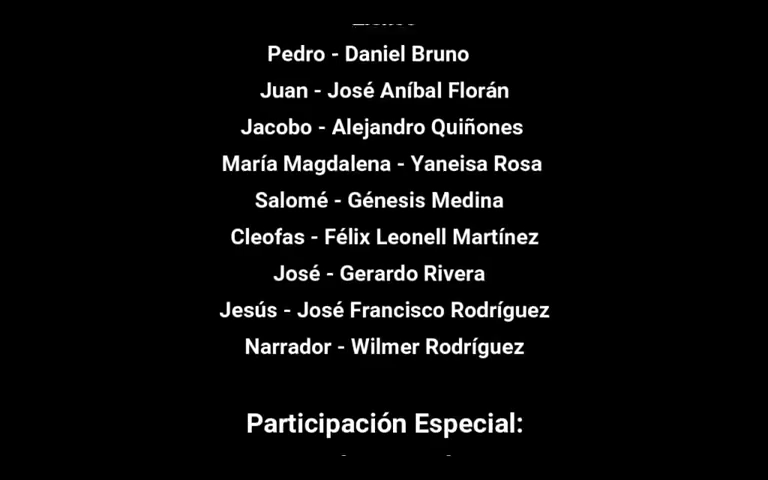 Pedro - Daniel Bruno
Juan - José Aníbal Florán
Jacobo - Alejandro Quiñones
María Magdalena - Yaneisa Rosa
Salomé - Génesis Medina
Cleofas - Félix Leonell Martínez
José - Gerardo Rivera
Jesús - José Francisco Rodríguez
Narrador - Wilmer Rodríguez
Participación Especial: